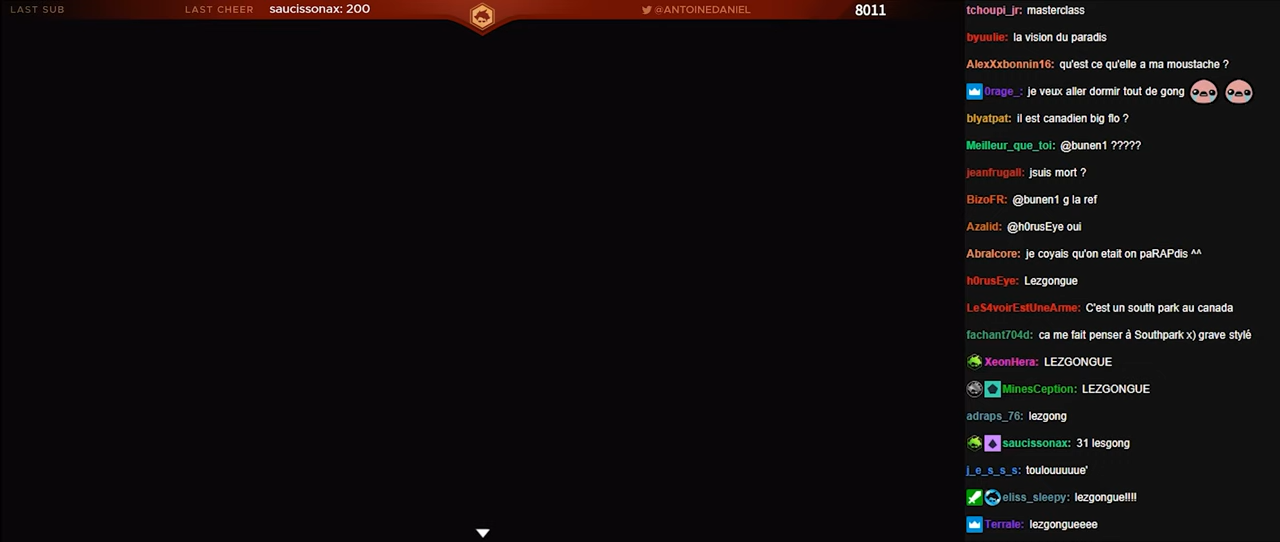 LAST SUB
LAST CHEER saucissonax: 200
@ANTOINEDANIEL
8011
tchoupi_jr: masterclass
byuulie: la vision du paradis
AlexXxbonnin16: qu'est ce qu'elle a ma moustache ?
0rage_: je veux aller dormir tout de gong
blyatpat: il est canadien big flo ?
Meilleur_que_toi: @bunen1 ?????
jeanfrugall: jsuis mort ?
BizoFR: @bunen1 g la ref
Azalid: @h0rusEye oui
Abralcore: je coyais qu'on etait on paRAPdis ^^
h0rusEye: Lezgongue
LeS4voirEstUneArme: C'est un south park au canada
fachant704d: ca me fait penser à Southpark x) grave stylé
XeonHera: LEZGONGUE
MinesCeption: LEZGONGUE
adraps_76: lezgong
saucissonax: 31 lesgong
j_e_s_s_s: toulouuuuue'
eliss_sleepy: lezgongue!!!!
Terrale: lezgongueeee